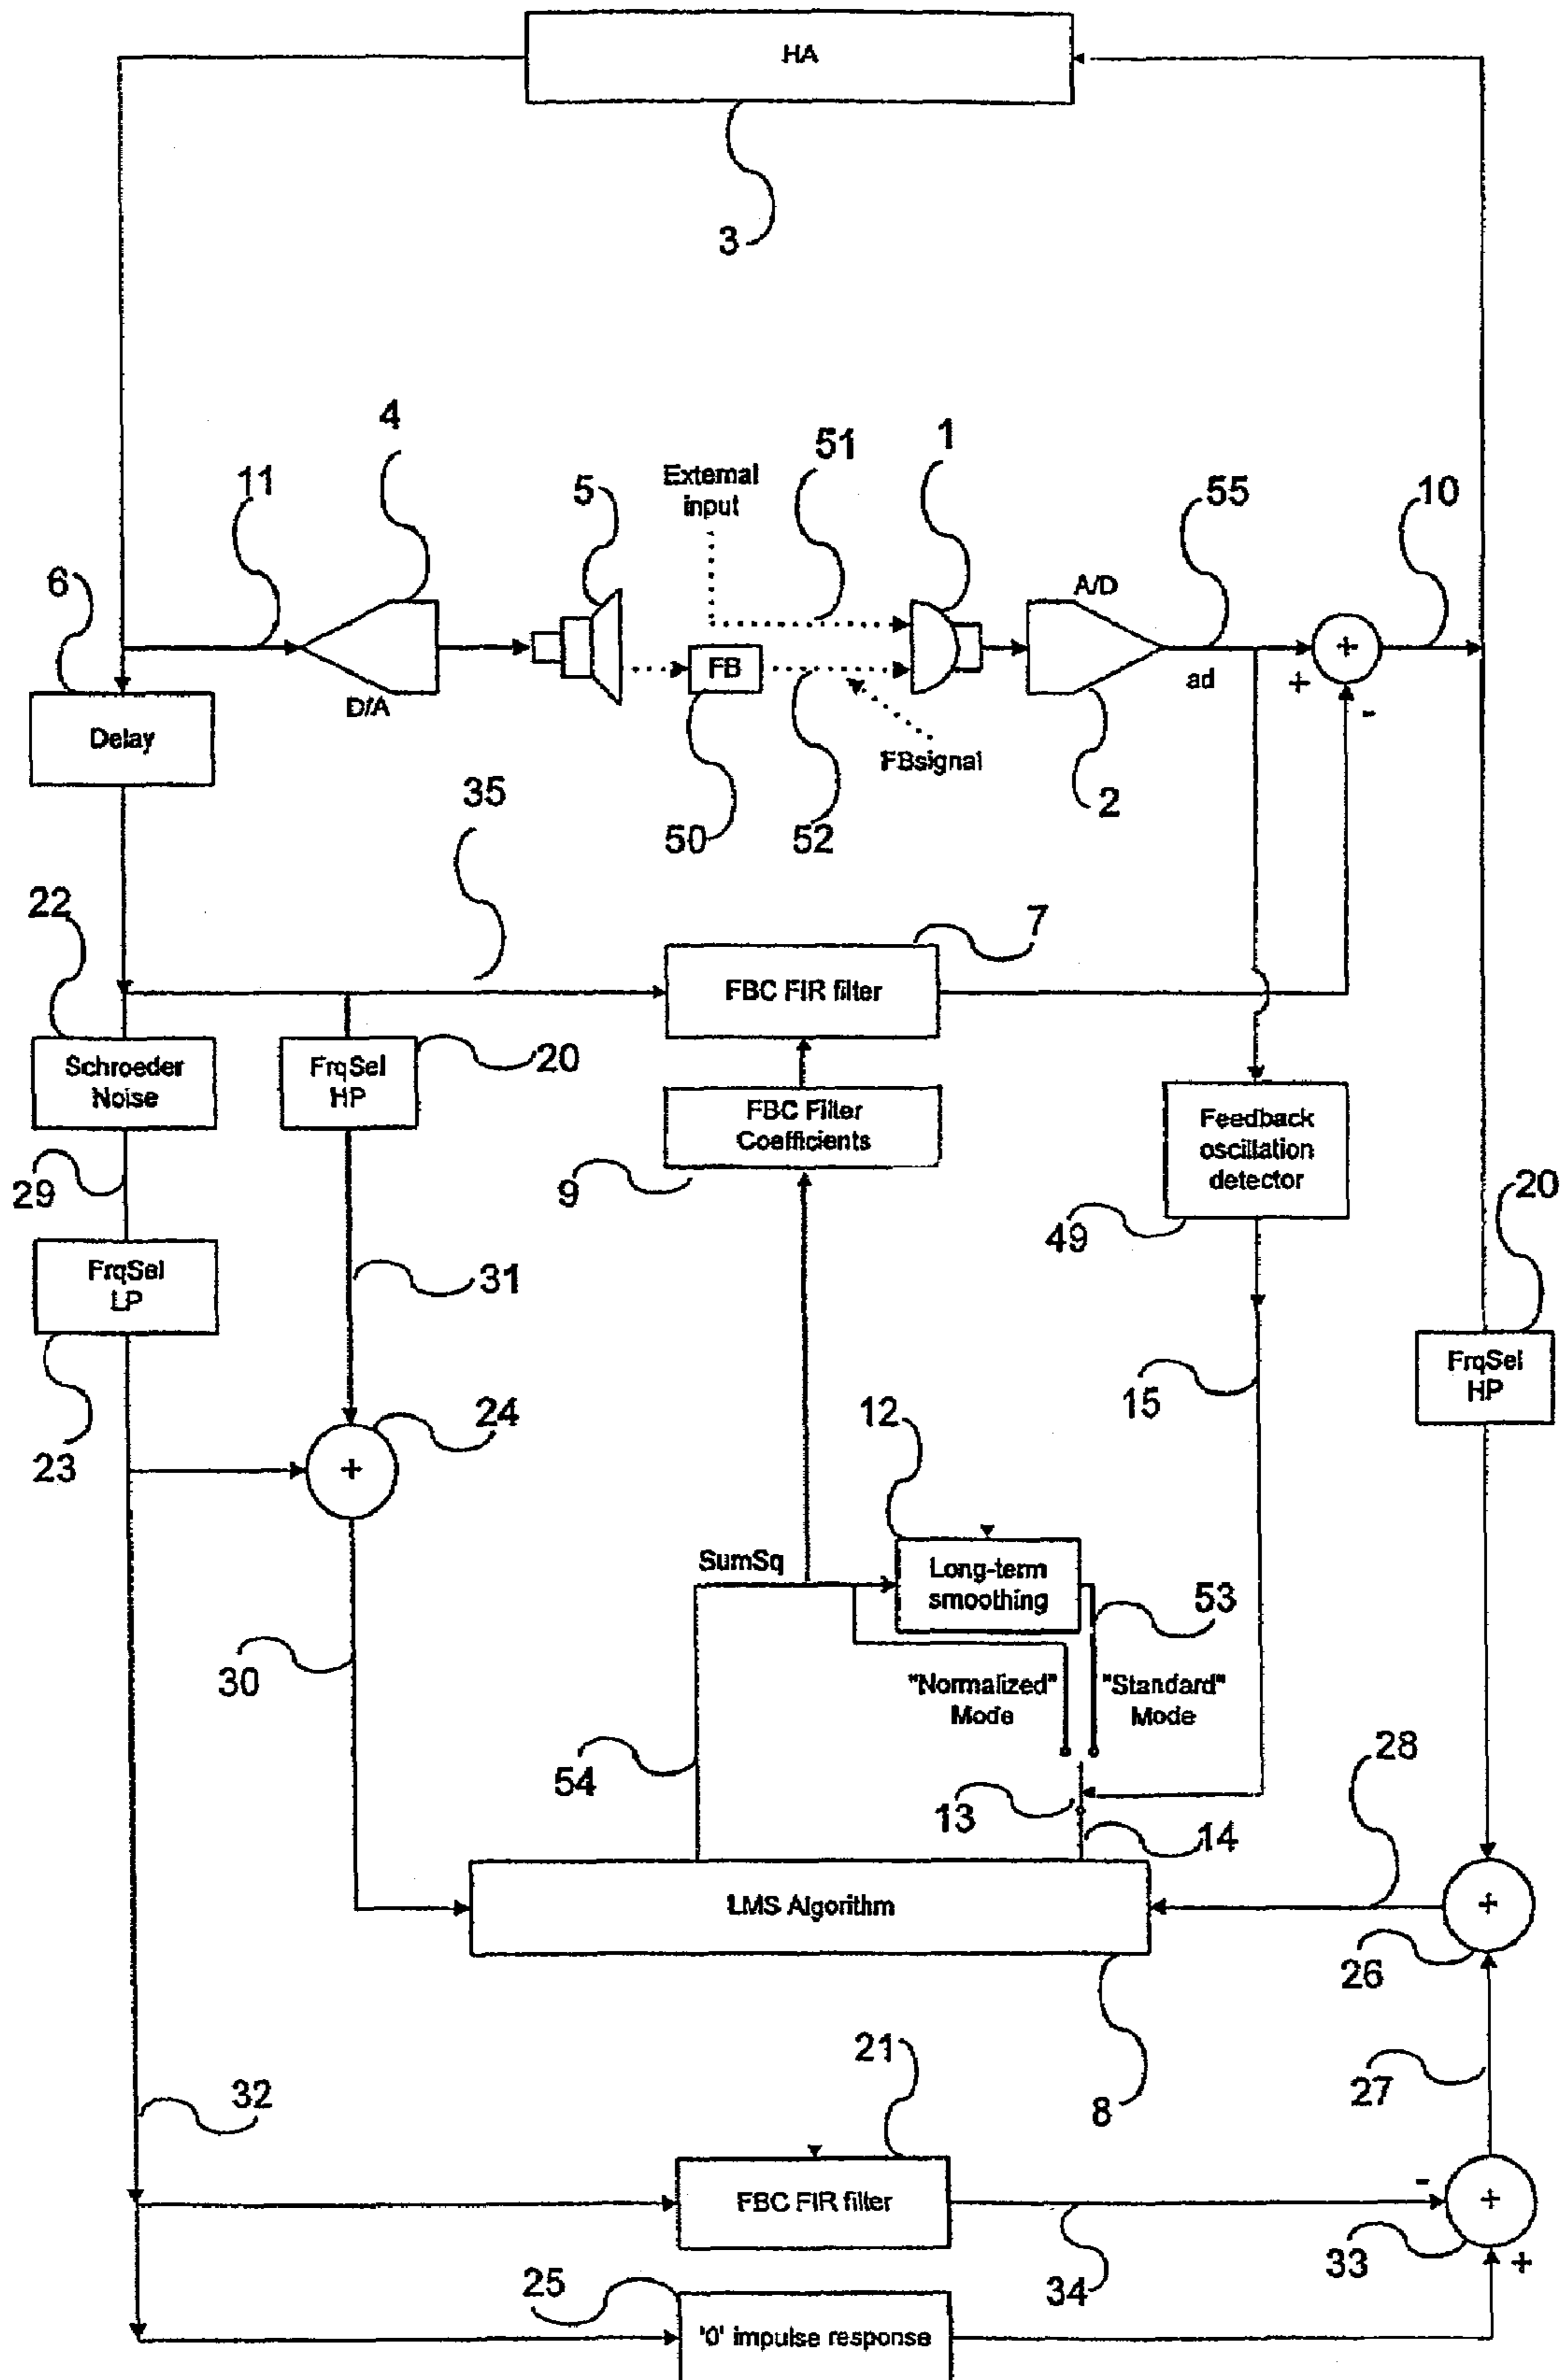 HA
3
4
1
11
5
External
input
51
55
10
6
A/D
FB
+
ad
+
-
D/A
Delay
FBsignal
2
35
50
52
22
7
FBC FIR filter
Schroeder
Noise
FrqSel
HP
20
FBC Filter
Coefficients
Feedback
oscillation
detector
29
9
20
49
FrqSel
LP
31
FrqSel
HP
15
12
24
23
+
SumSq
Long-term
smoothing
53
30
"Normalized"
Mode
"Standard"
Mode
54
28
13
14
LMS Algorithm
+
26
21
27
32
8
-
FBC FIR filter
+
33
+
25
34
'0' impulse response